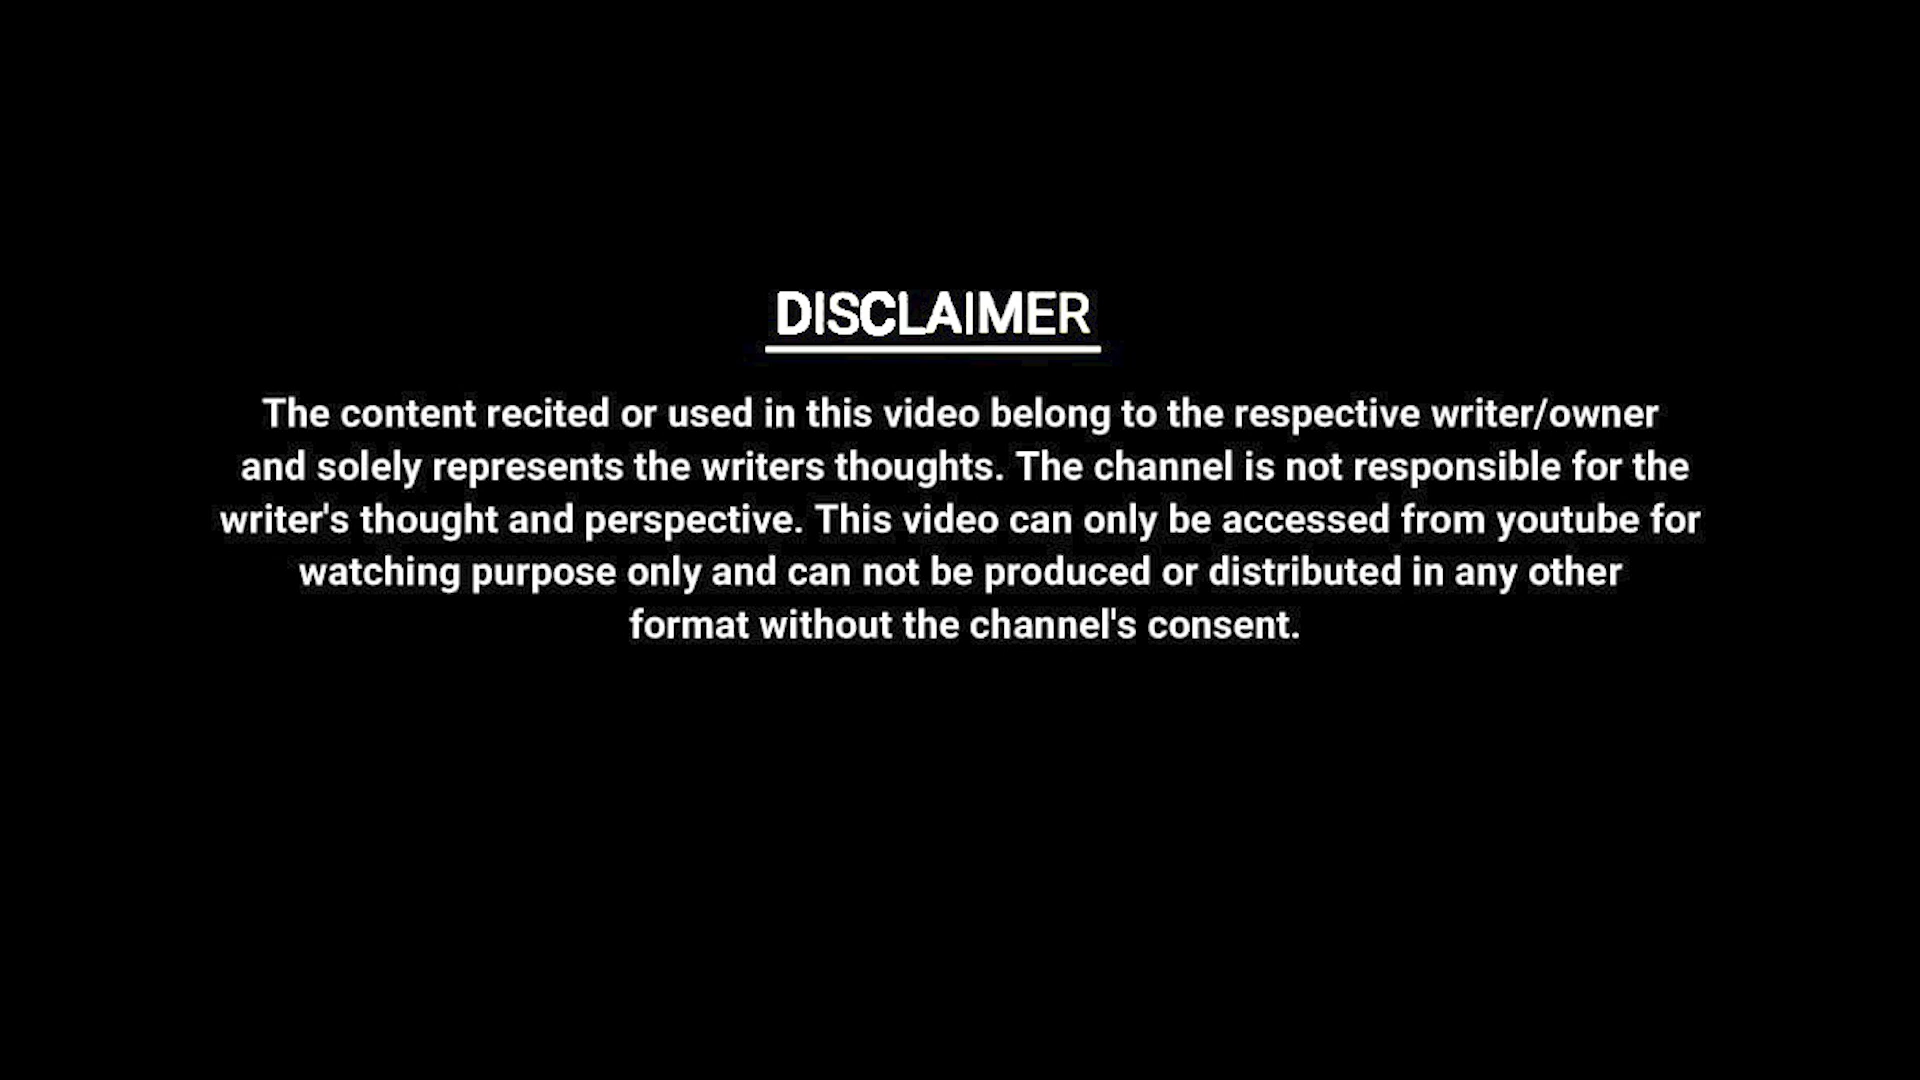 DISCLAIMER
The content recited or used in this video belong to the respective writer/owner
and solely represents the writers thoughts. The channel is not responsible for the
writer's thought and perspective. This video can only be accessed from youtube for
watching purpose only and can not be produced or distributed in any other
format without the channel's consent.